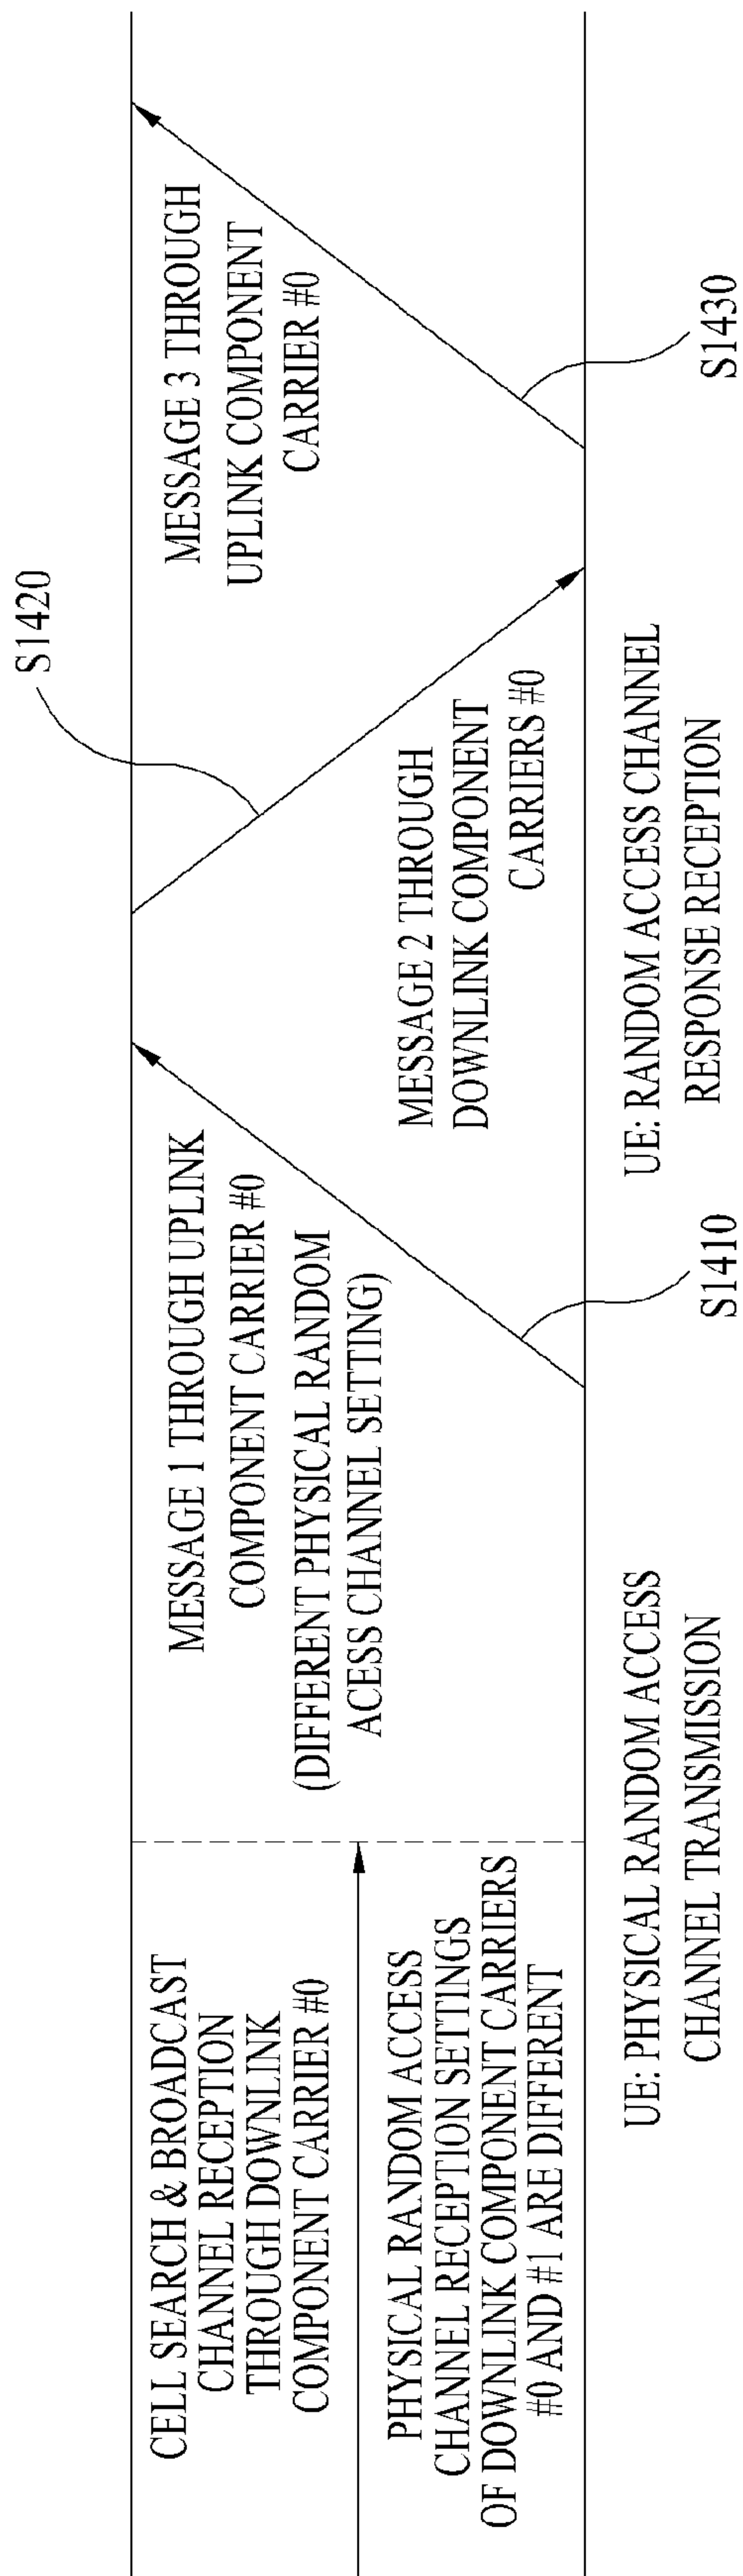 CELL SEARCH & BROADCAST
CHANNEL RECEPTION
THROUGH DOWNLINK
COMPONENT CARRIER #0
PHYSICAL RANDOM ACCESS
CHANNEL RECEPTION SETTINGS
OF DOWNLINK COMPONENT CARRIERS
#0 AND #1 ARE DIFFERENT
UE: PHYSICAL RANDOM ACCESS
CHANNEL TRANSMISSION
MESSAGE 1 THROUGH UPLINK
COMPONENT CARRIER #0
(DIFFERENT PHYSICAL RANDOM
ACESS CHANNEL SETTING)
S1410
S1420
MESSAGE 2 THROUGH
DOWNLINK COMPONENT
CARRIERS #0
UE: RANDOM ACCESS CHANNEL
RESPONSE RECEPTION
MESSAGE 3 THROUGH
UPLINK COMPONENT
CARRIER #0
S1430